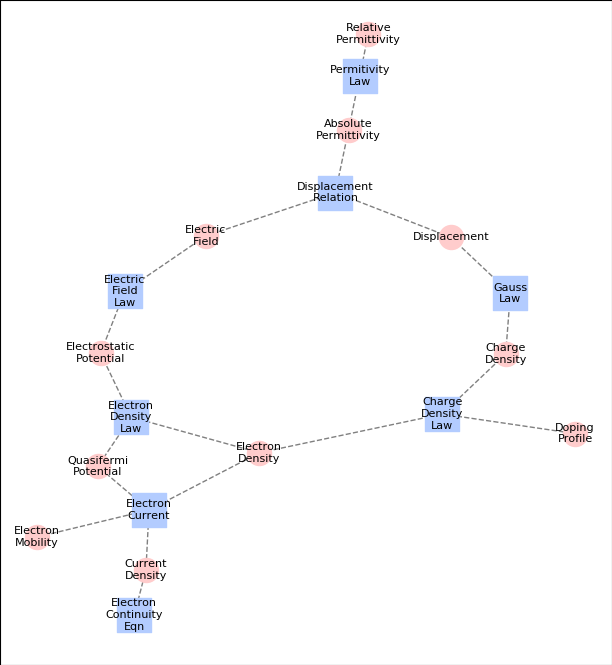 Relative
Permittivity
Permitivity
Law
Absolute
Permittivity
Displacement
Relation
Electric
Field
Displacement
Electric
Field
Law
Gauss
Law
Electrostatic
Potential
Charge
Density
Electron
Density
Law
Charge
Density
Law
Doping
Profile
Electron
Density
Quasifermi
Potential
Electron
Current
Electron
Mobility
Current
Density
Electron
Continuity
Eqn